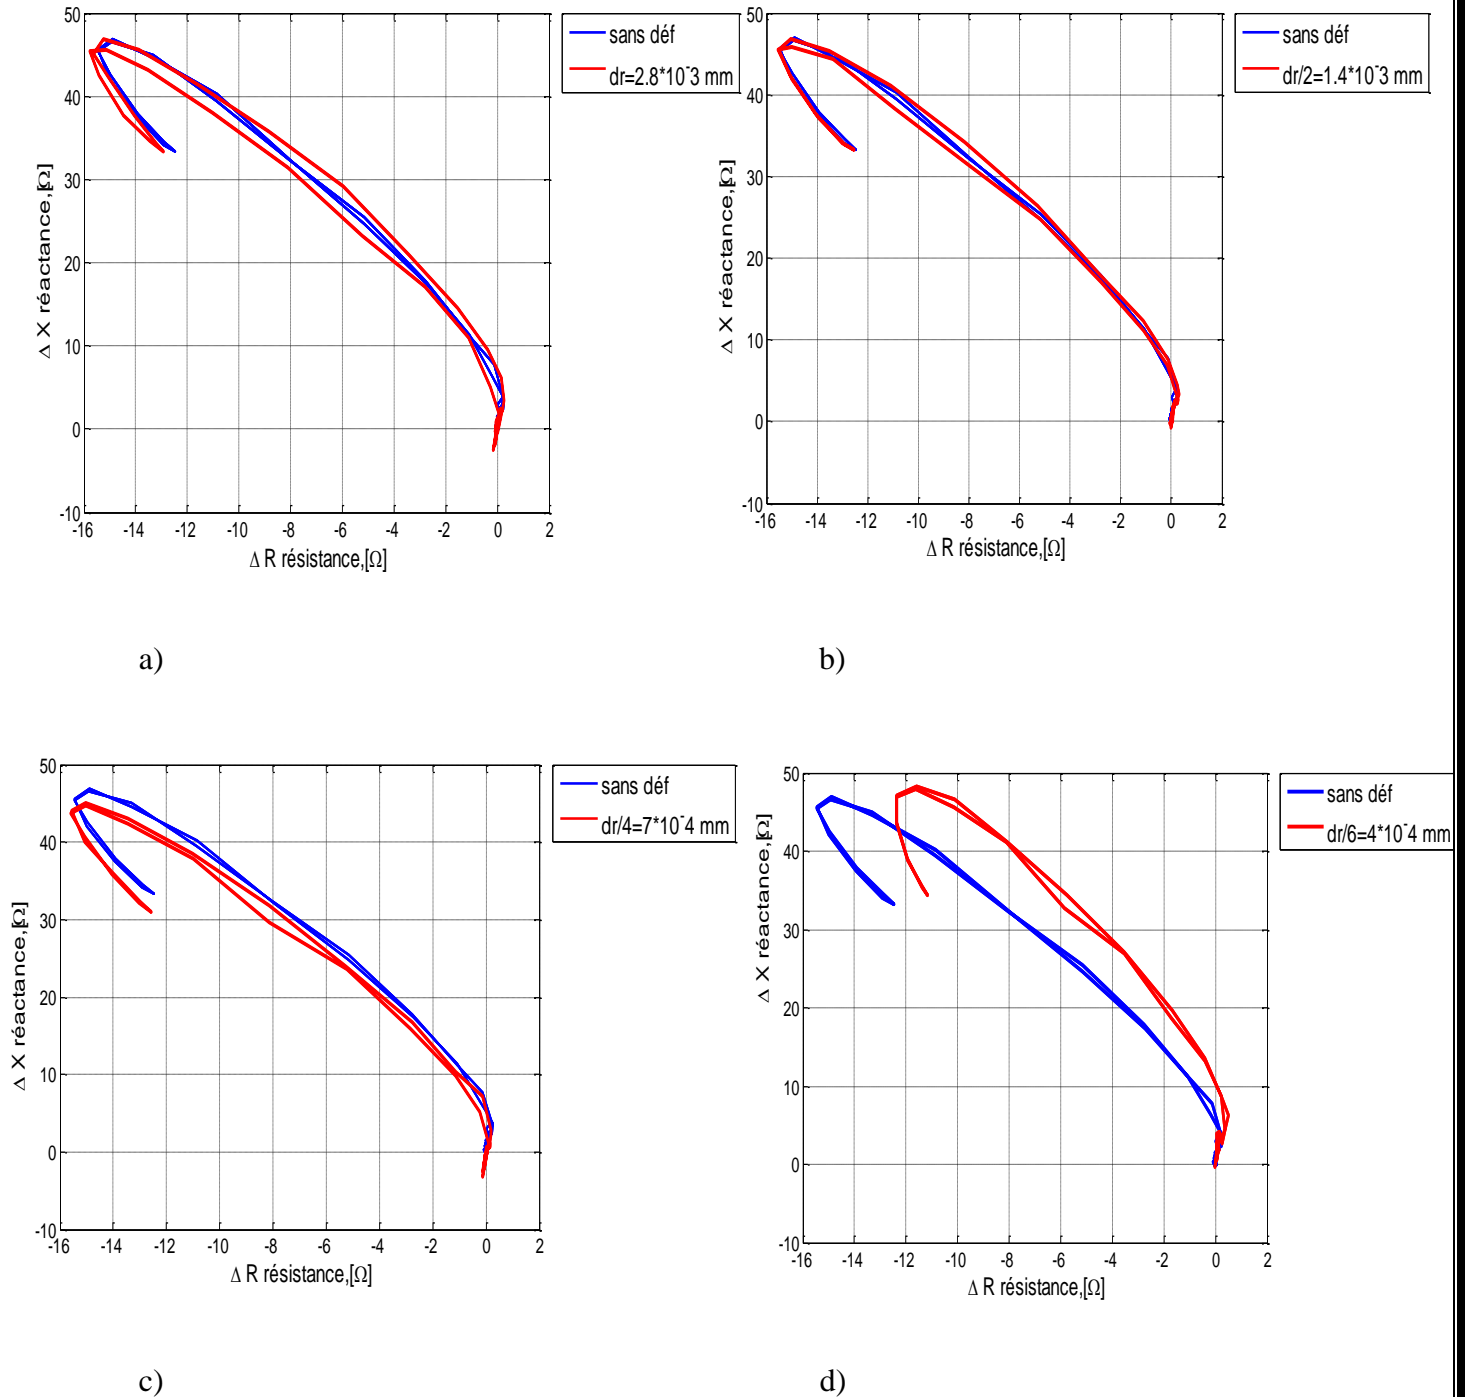 50
40
30
20
10
0
-10
-16 -14 -12 -10 -8 -6 -4 -2 0 2
Δ X réactance,[Ω]
Δ R résistance,[Ω]
sans déf
dr=2.8*10-3 mm
a)
50
40
30
20
10
0
-10
-16 -14 -12 -10 -8 -6 -4 -2 0 2
Δ X réactance,[Ω]
Δ R résistance,[Ω]
sans déf
dr/2=1.4*10-3 mm
b)
50
40
30
20
10
0
-10
-16 -14 -12 -10 -8 -6 -4 -2 0 2
Δ X réactance,[Ω]
Δ R résistance,[Ω]
sans déf
dr/4=7*10-4 mm
c)
50
40
30
20
10
0
-10
-16 -14 -12 -10 -8 -6 -4 -2 0 2
Δ X réactance,[Ω]
Δ R résistance,[Ω]
sans déf
dr/6=4*10-4 mm
d)